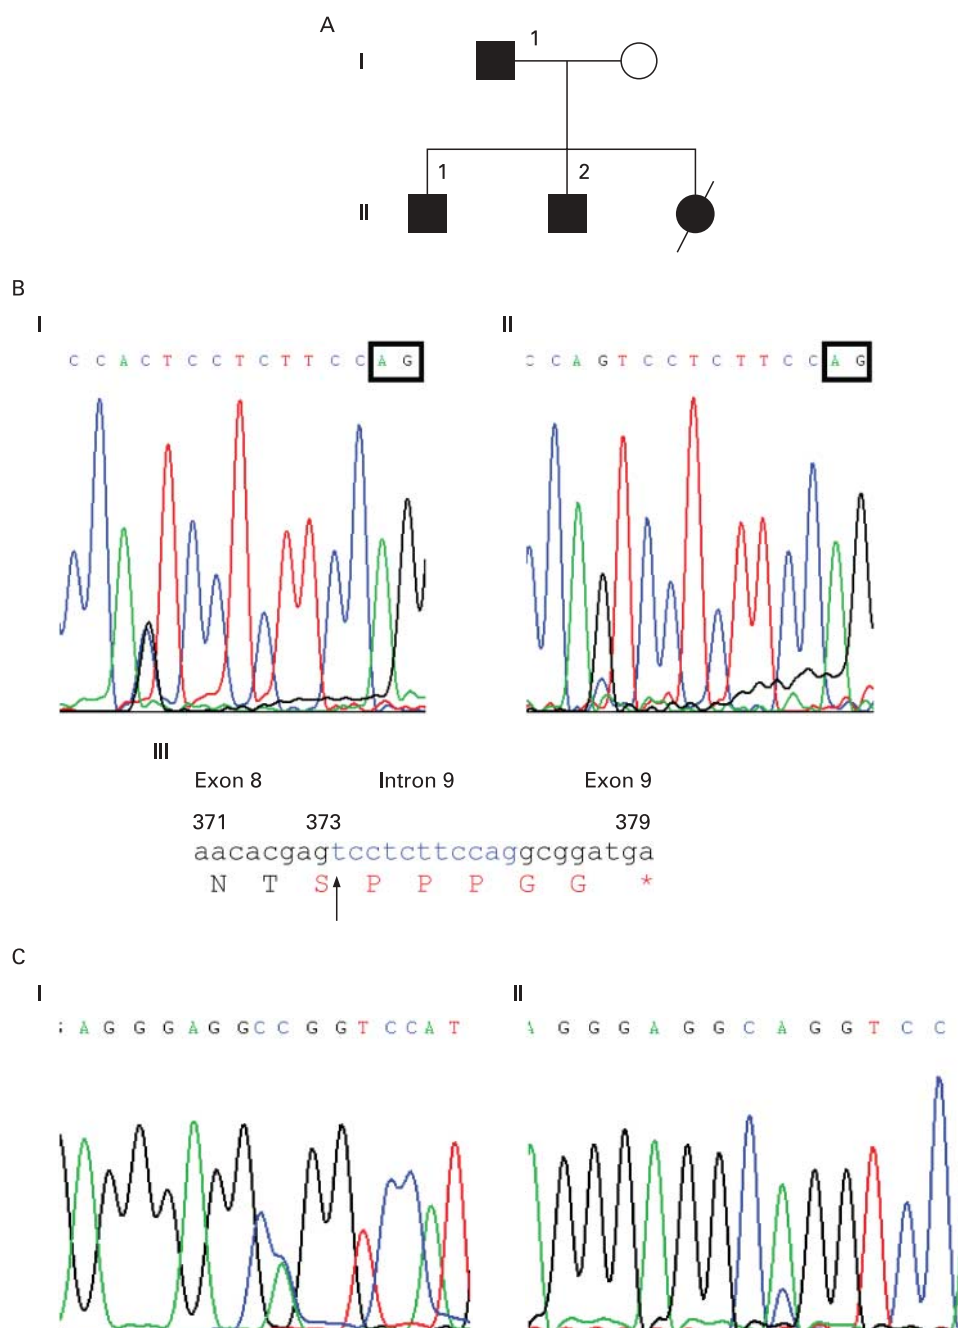 A
1
I
1 2
II
B
I II
C C A C T C C T C T T C C A G
C C A G T C C T C T T C C A G
III
Exon 8 Intron 9 Exon 9
371 373 379
aacacgagtcctcttccaggcggatga
N T S P P P G G *
C
I II
A G G G A G G C C G G T C C A T
A G G G A G G C A G G T C C